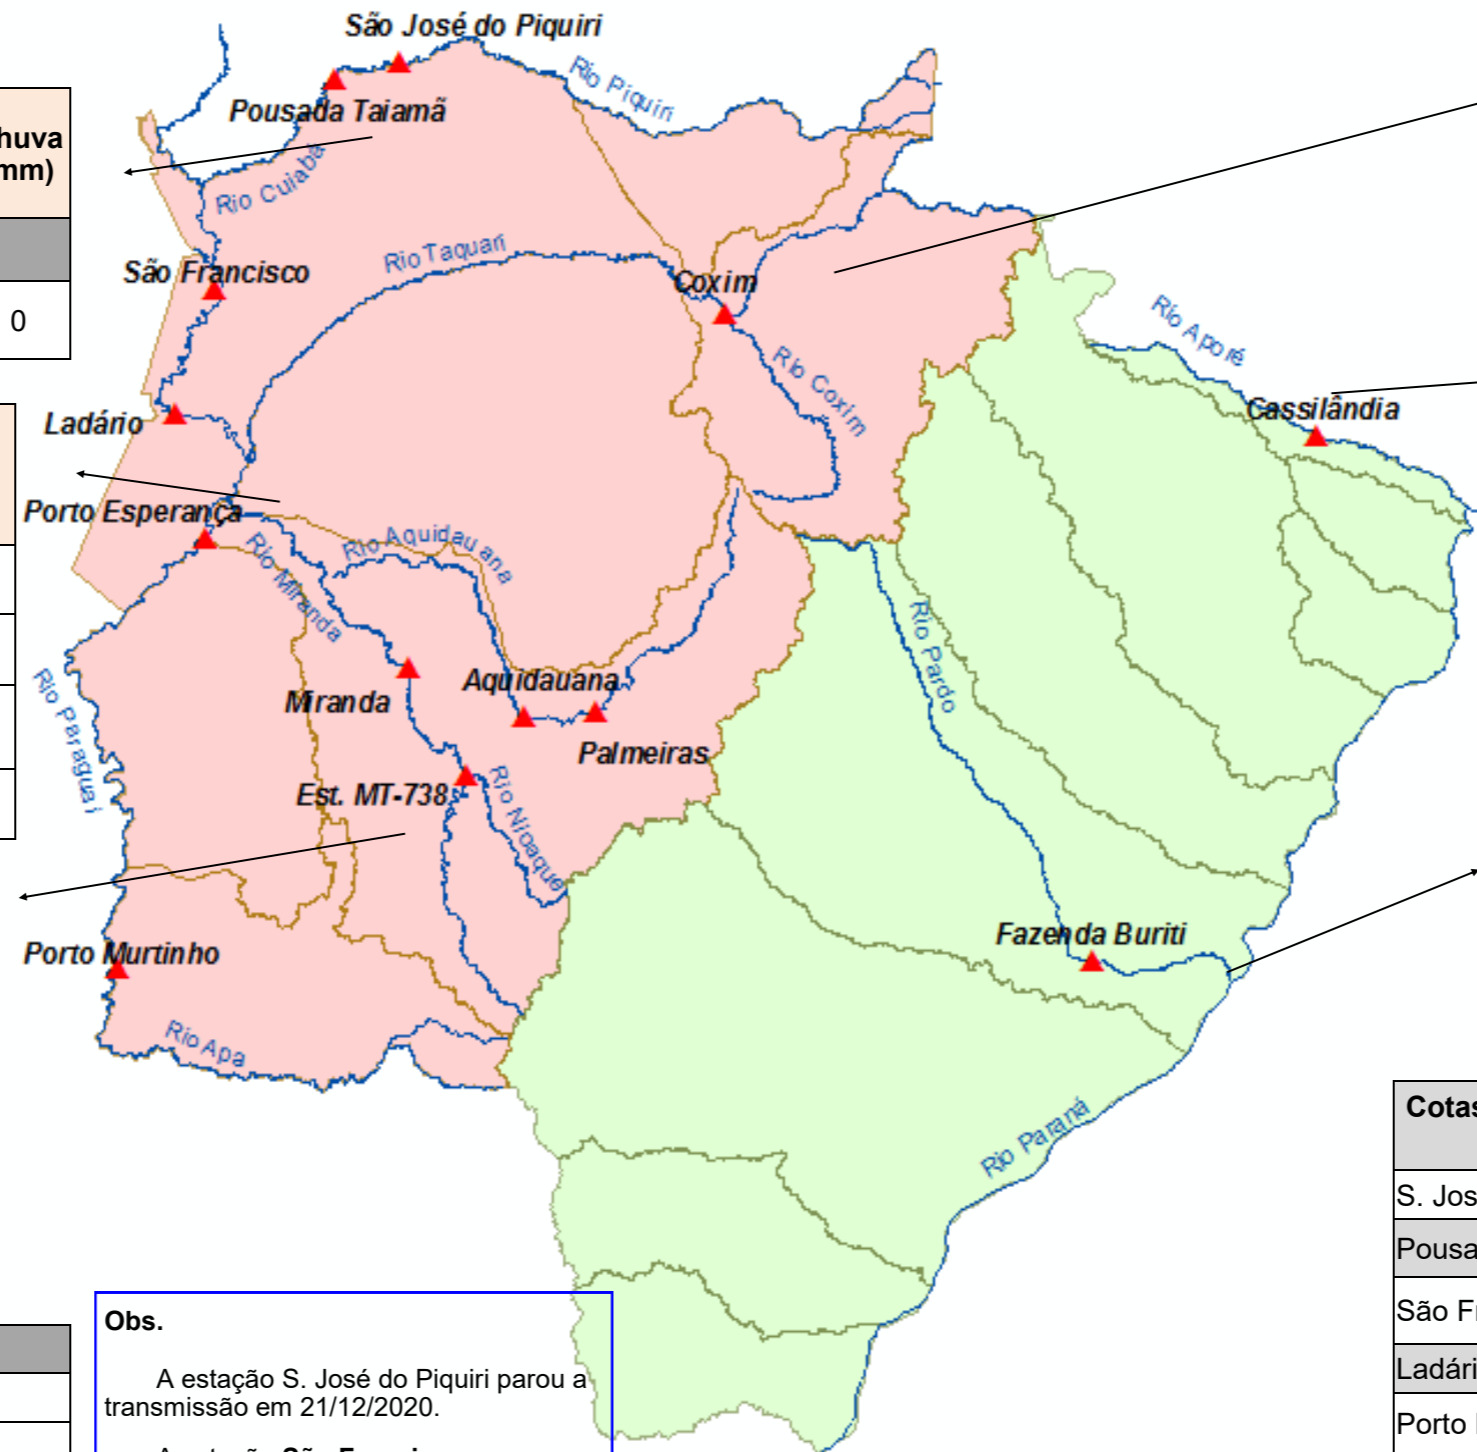 São José do Piquiri
Rio Piquiri
Pousada Taiamã
huva
mm)
Rio Cuiabá
Rio Taquari
São Francisco
Coxim
0
Rio Aporé
Rio Coxim
Cassilândia
Ladário
Porto Esperança
Rio Aquidauana
Rio Miranda
Rio Pardo
Rio Paraguai
Miranda
Aquidauana
Palmeiras
Est. MT-738
Rio Nioaque
Fazenda Buriti
Porto Murtinho
Rio Apa
Rio Paraná
Cotas
S. Jos
Pousa
São Fr
Ladári
Porto
Obs.
A estação S. José do Piquiri parou a
transmissão em 21/12/2020.